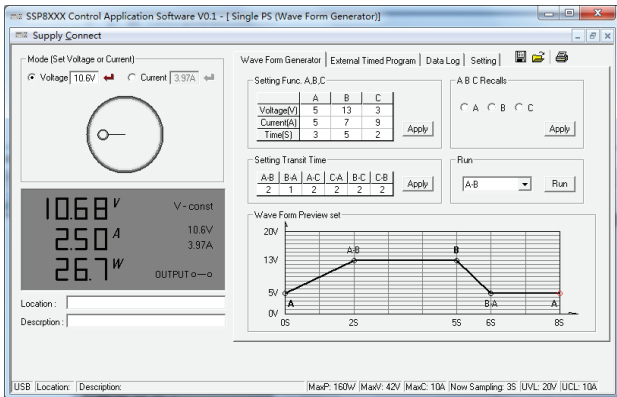 SSP8XXX Control Application Software V0.1 - [ Single PS (Wave Form Generator)]
Supply Connect
Mode (Set Voltage or Current)
Voltage 10.6V Current 3.97A
10.68 V V-const
2.50 A 10.6V
3.97A
26.7 W OUTPUT o—o
Location :
Descrption :
Wave Form Generator External Timed Program Data Log Setting
Setting Func. A,B,C
A B C
Voltage(V) 5 13 3
Current(A) 5 7 9
Time(S) 3 5 2
Apply
A B C Recalls
A B C
Apply
Setting Transit Time
A-B B-A A-C C-A B-C C-B
2 1 2 2 2 2
Apply
Run
A-B Run
Wave Form Preview set
20V
A-B B
13V
5V
A B-A A
0V
0S 2S 5S 6S 8S
USB Location: Description: MaxP: 160W MaxV: 42V MaxC: 10A Now Sampling: 3S UVL: 20V UCL: 10A